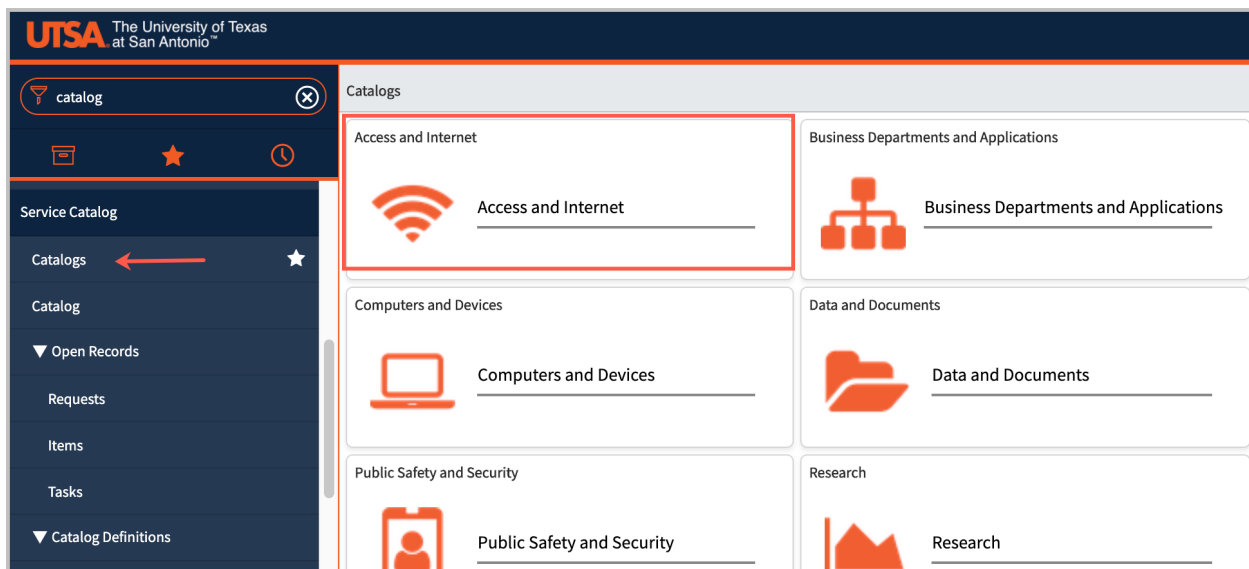 UTSA The University of Texas
at San Antonio™
catalog
Service Catalog
Catalogs
Catalog
▼ Open Records
Requests
Items
Tasks
▼ Catalog Definitions
Catalogs
Access and Internet
Access and Internet
Business Departments and Applications
Business Departments and Applications
Computers and Devices
Computers and Devices
Data and Documents
Data and Documents
Public Safety and Security
Public Safety and Security
Research
Research